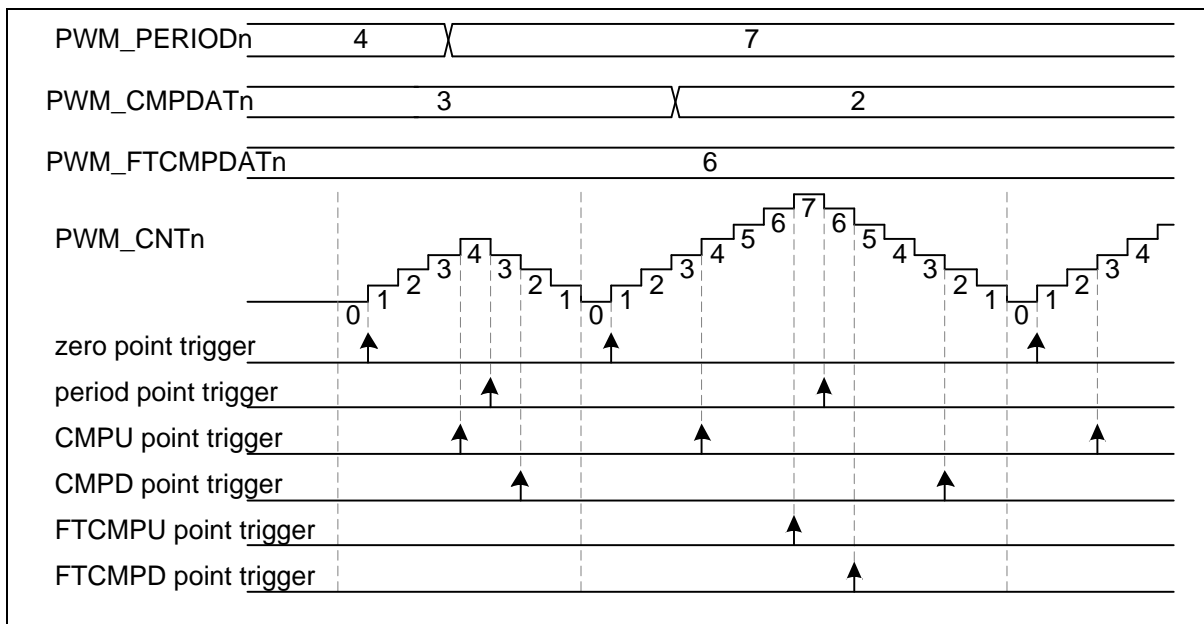 PWM_PERIODn 4 7
PWM_CMPDATn 3 2
PWM_FTCMPDATn 6
PWM_CNTn 0 1 2 3 4 3 2 1 0 1 2 3 4 5 6 7 6 5 4 3 2 1 0 1 2 3 4
zero point trigger
period point trigger
CMPU point trigger
CMPD point trigger
FTCMPU point trigger
FTCMPD point trigger